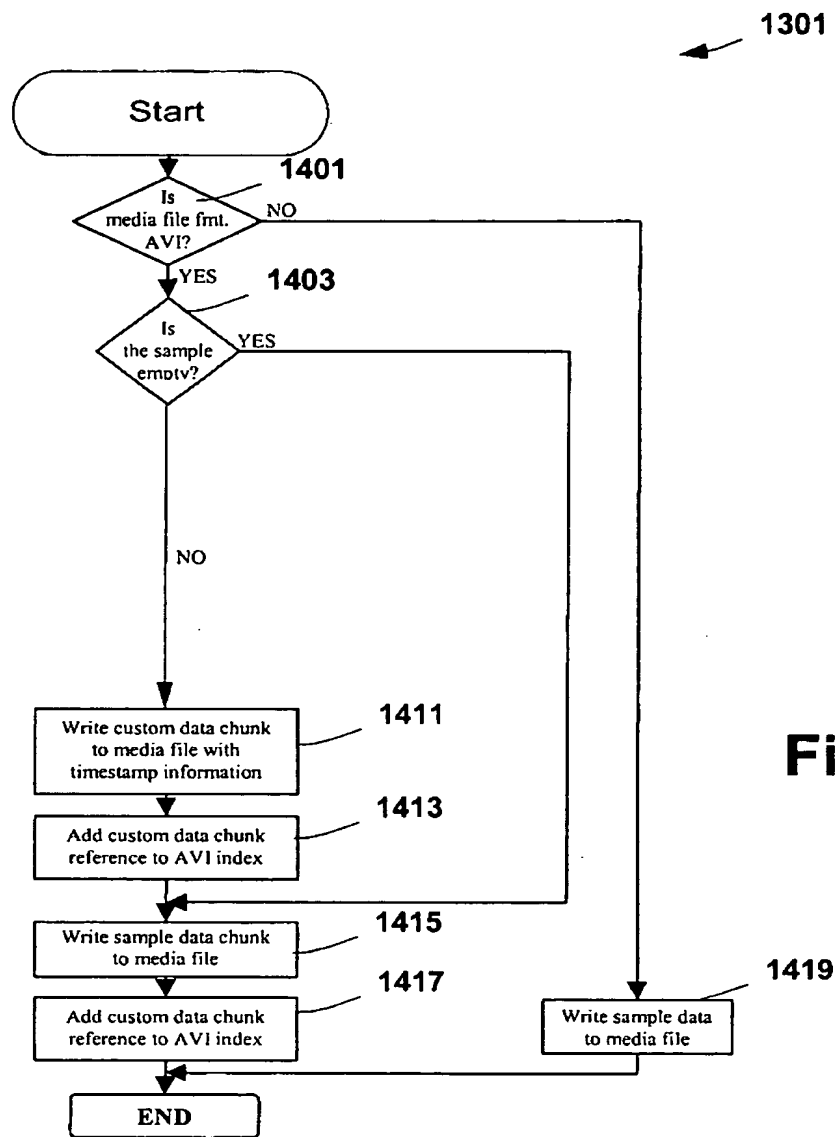 1301
Start
1401
Is
media file fmt.
AVI?
NO
YES
1403
Is
the sample
empty?
YES
NO
1411
Write custom data chunk
to media file with
timestamp information
1413
Add custom data chunk
reference to AVI index
1415
Write sample data chunk
to media file
1417
Add custom data chunk
reference to AVI index
1419
Write sample data
to media file
END
Fi